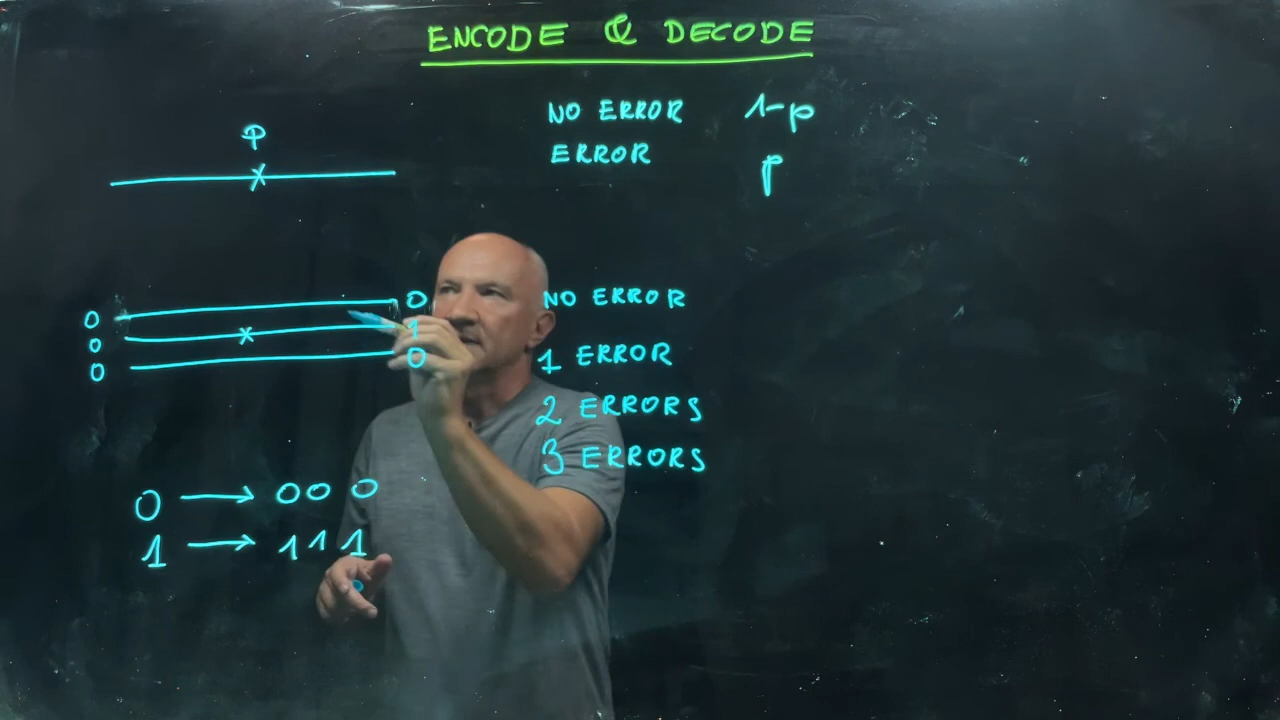 ENCODE & DECODE
NO ERROR 1-p
ERROR p
p
0 0 NO ERROR
0 1
0 0 1 ERROR
2 ERRORS
3 ERRORS
0 → 000
1 → 111